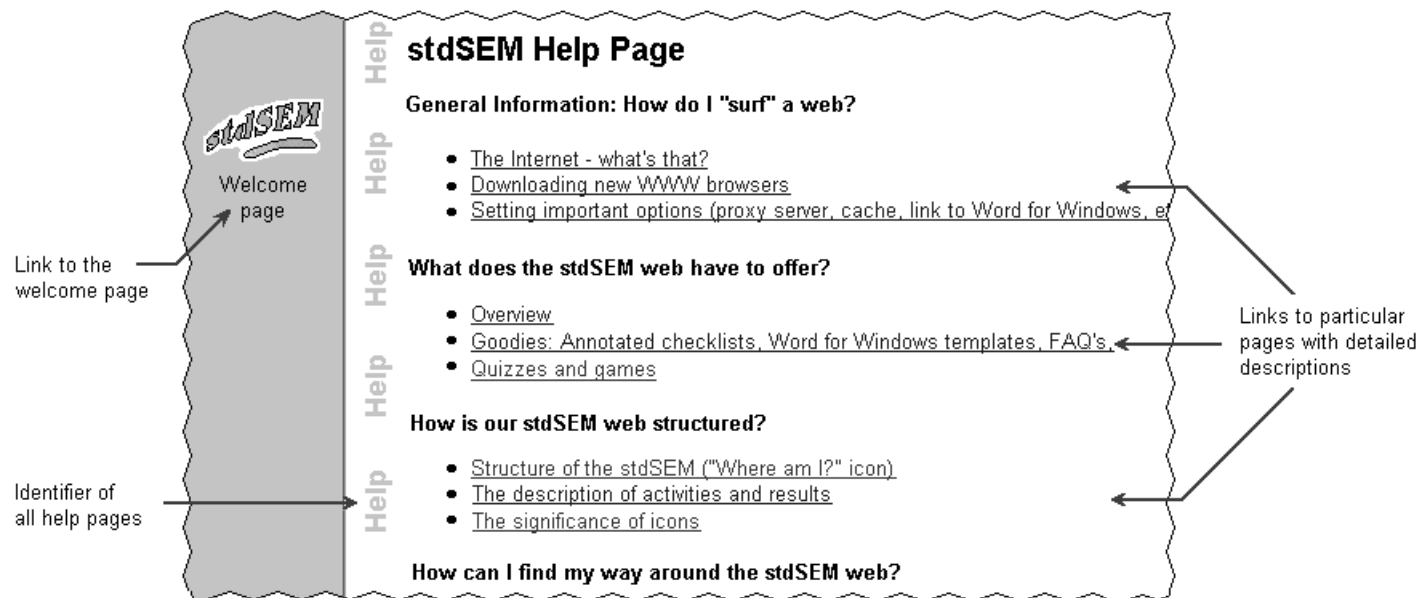 stdSEM Help Page
General Information: How do I "surf" a web?
The Internet - what's that?
Downloading new WWW browsers
Setting important options (proxy server, cache, link to Word for Windows, e
What does the stdSEM web have to offer?
Overview
Goodies: Annotated checklists, Word for Windows templates, FAQ's,
Quizzes and games
How is our stdSEM web structured?
Structure of the stdSEM ("Where am I?" icon)
The description of activities and results
The significance of icons
How can I find my way around the stdSEM web?
Help
Help
Help
Help
Help
stdSEM
Welcome
page
Link to the
welcome page
Identifier of
all help pages
Links to particular
pages with detailed
descriptions